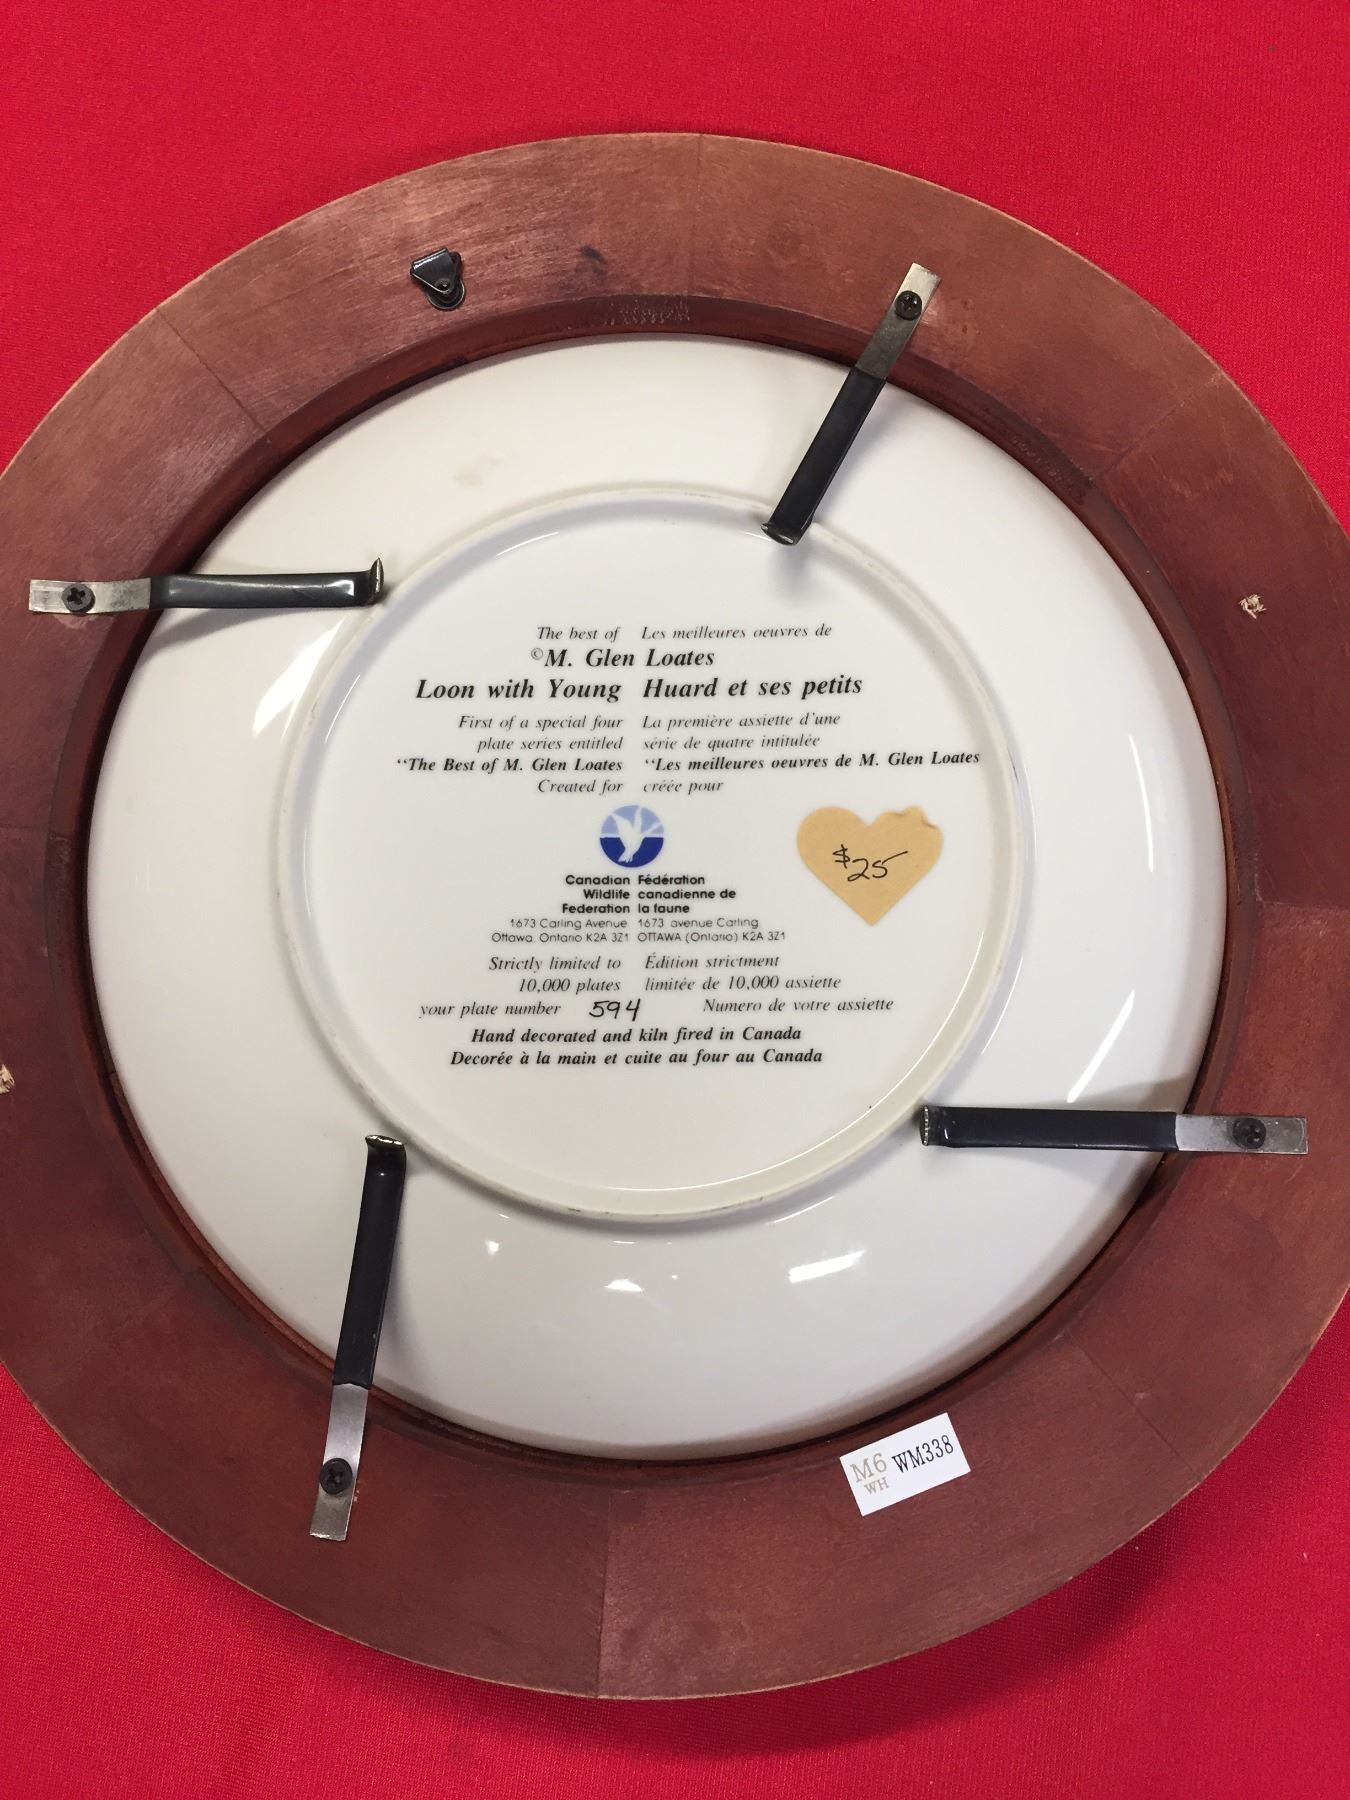 The best of Les meilleures oeuvres de
©M. Glen Loates
Loon with Young Huard et ses petits
First of a special four La première assiette d'une
plate series entitled série de quatre intitulée
"The Best of M. Glen Loates "Les meilleures oeuvres de M. Glen Loates
Created for créée pour
Canadian Fédération
Wildlife canadienne de
Federation la faune
1673 Carling Avenue 1673 avenue Carling
Ottawa, Ontario K2A 3Z1 OTTAWA (Ontario) K2A 3Z1
Strictly limited to Édition strictment
10,000 plates limitée de 10,000 assiette
your plate number 594 Numero de votre assiette
Hand decorated and kiln fired in Canada
Decorée à la main et cuite au four au Canada
$25
M6 WM338
WH